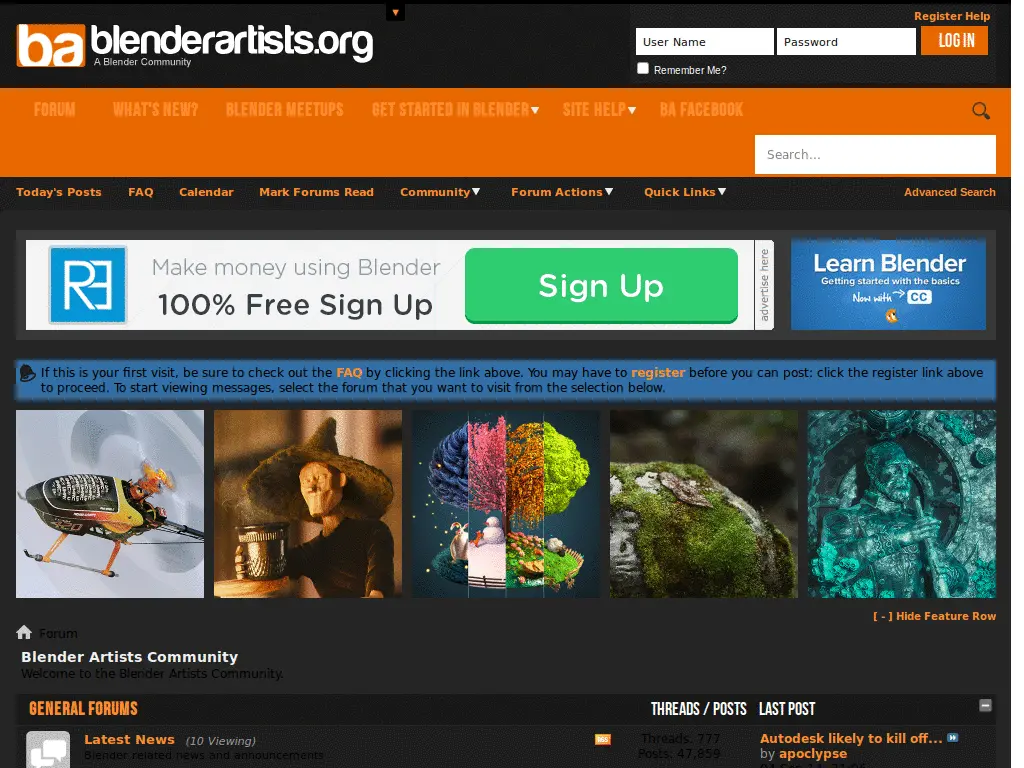 Register Help
ba blenderartists.org
A Blender Community
User Name
Password
LOG IN
Remember Me?
FORUM WHAT'S NEW? BLENDER MEETUPS GET STARTED IN BLENDER SITE HELP BA FACEBOOK
Search...
Today's Posts FAQ Calendar Mark Forums Read Community Forum Actions Quick Links Advanced Search
Make money using Blender
100% Free Sign Up
Sign Up
advertise here
Learn Blender
Getting started with the basics
Now with CC
If this is your first visit, be sure to check out the FAQ by clicking the link above. You may have to register before you can post: click the register link above
to proceed. To start viewing messages, select the forum that you want to visit from the selection below.
[ - ] Hide Feature Row
Forum
Blender Artists Community
Welcome to the Blender Artists Community.
GENERAL FORUMS THREADS / POSTS LAST POST
Latest News (10 Viewing)
Blender related news and announcements
RSS
Threads: 777
Posts: 47,859
Autodesk likely to kill off...
by apoclypse